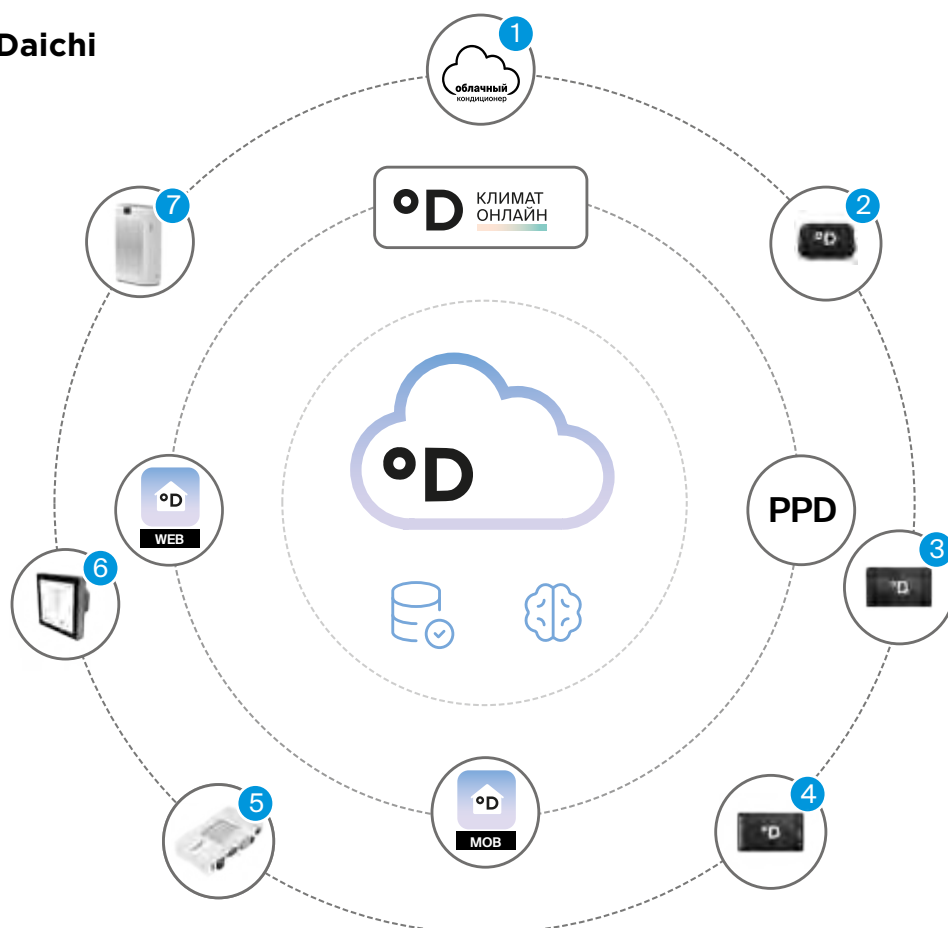 Daichi
1
облачный
кондиционер
7
°D
КЛИМАТ
ОНЛАЙН
2
°D
°D
°D
WEB
PPD
3
°D
6
5
°D
MOB
4
°D